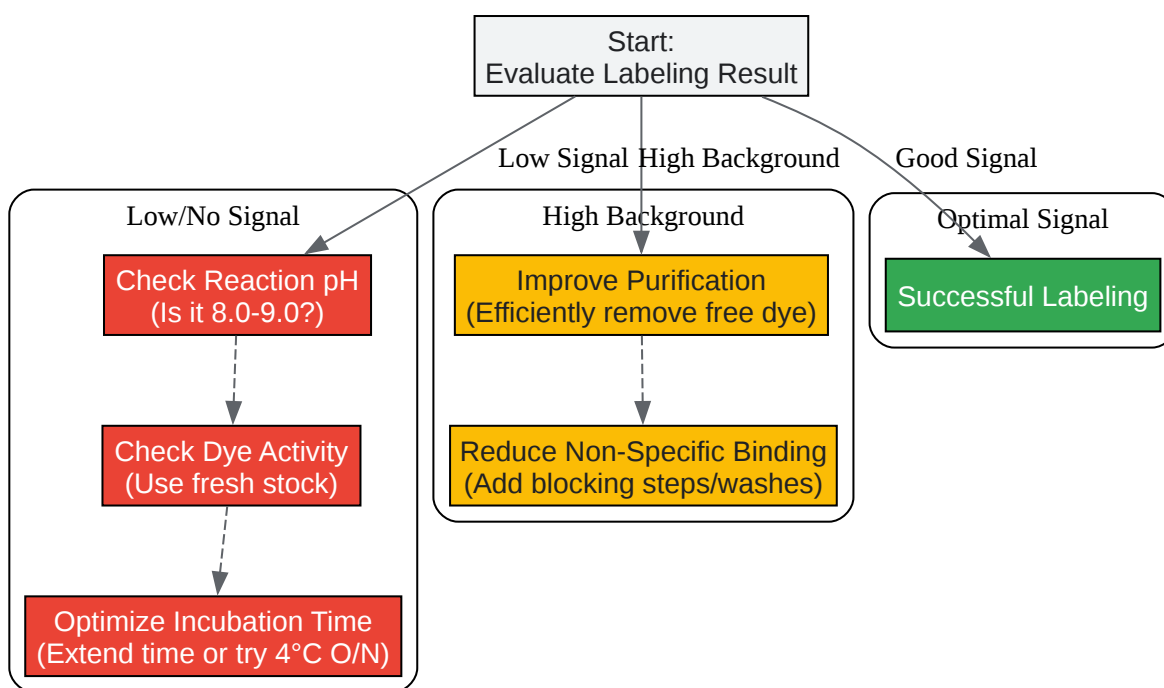 Start:
Evaluate Labeling Result
Low Signal
High Background
Good Signal
Low/No Signal
High Background
Optimal Signal
Check Reaction pH
(Is it 8.0-9.0?)
Improve Purification
(Efficiently remove free dye)
Successful Labeling
Check Dye Activity
(Use fresh stock)
Reduce Non-Specific Binding
(Add blocking steps/washes)
Optimize Incubation Time
(Extend time or try 4°C O/N)